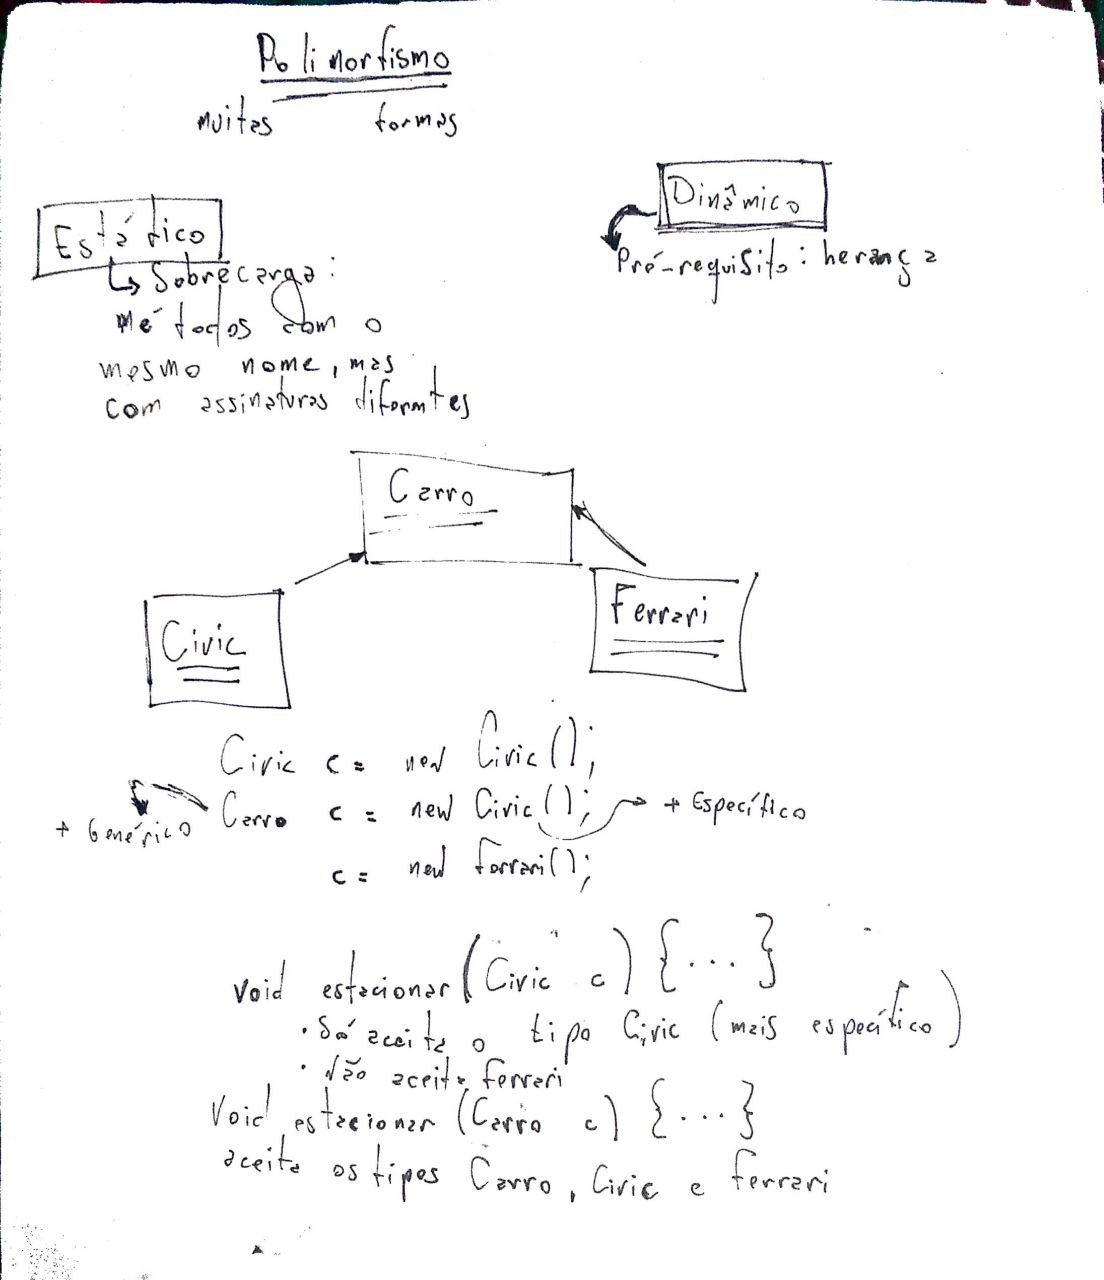 Polimorfismo
muitas formas
Estático
↳ Sobrecarga:
Métodos com o
mesmo nome, mas
com assinaturas diferentes
Dinâmico
Pré-requisito: herança
Carro
Civic
Ferrari
Civic c = new Civic();
+ Genérico Carro c = new Civic(); → + Específico
c = new Ferrari();
void estacionar (Civic c) {...}
• Só aceita o tipo Civic (mais específico)
• Não aceita Ferrari
Void estacionar (Carro c) {...}
aceita os tipos Carro, Civic e Ferrari